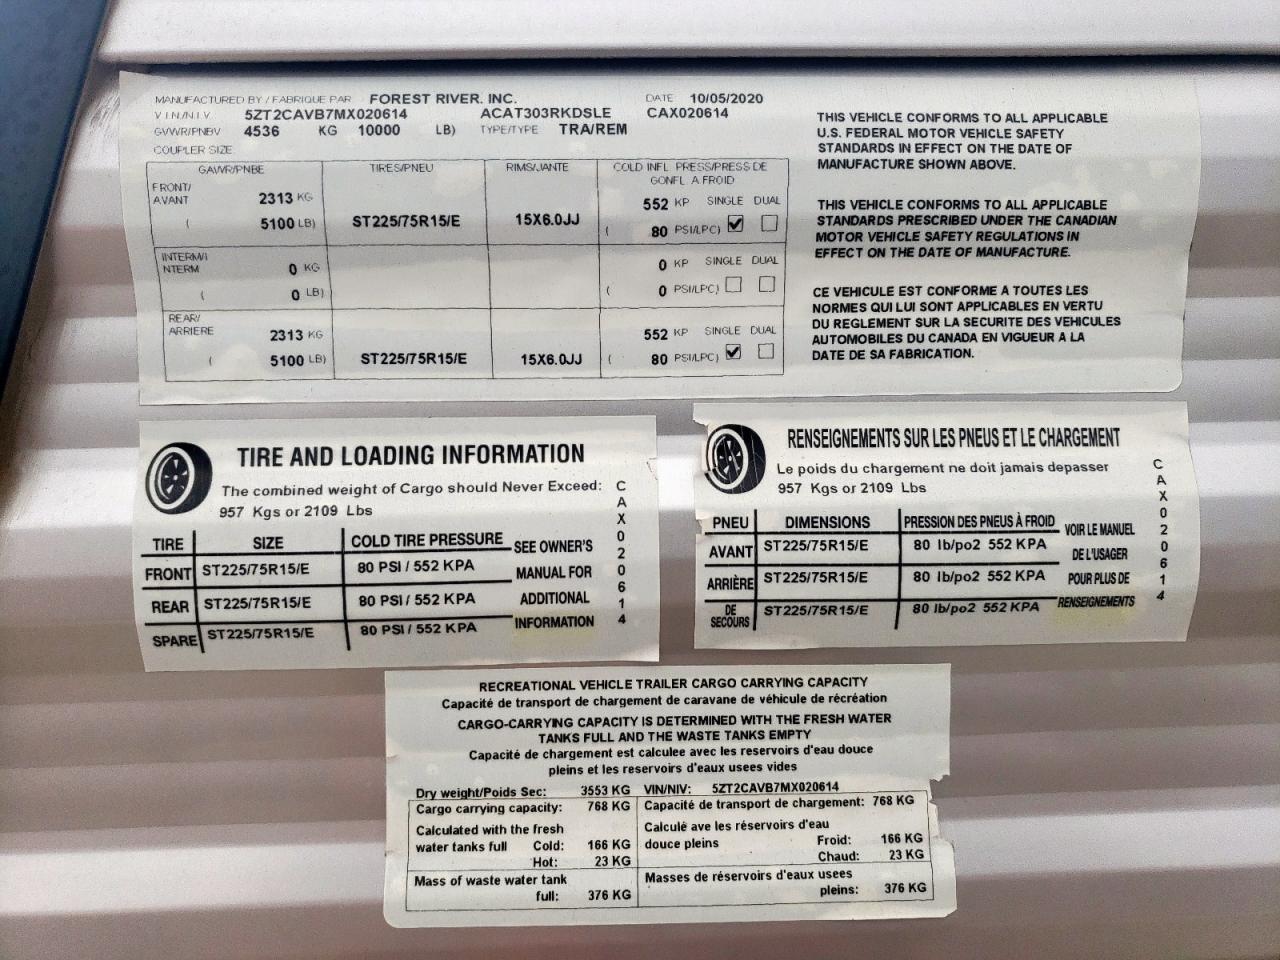 MANUFACTURED BY / FABRIQUE PAR FOREST RIVER. INC. DATE 10/05/2020
V I N/N I V 5ZT2CAVB7MX020614 ACAT303RKDSLE CAX020614
GVWR/PNBV 4536 KG 10000 LB) TYPE/TYPE TRA/REM
COUPLER SIZE
GAWR/PNBE TIRES/PNEU RIMS/JANTE COLD INFL PRESS/PRESS DE
GONFL A FROID
FRONT/
AVANT 2313 KG 552 KP SINGLE DUAL
( 5100 LB) ST225/75R15/E 15X6.0JJ ( 80 PSI/LPC)
INTERM/I
NTERM 0 KG 0 KP SINGLE DUAL
( 0 LB) ( 0 PSI/LPC)
REAR/
ARRIERE 2313 KG 552 KP SINGLE DUAL
( 5100 LB) ST225/75R15/E 15X6.0JJ ( 80 PSI/LPC)
THIS VEHICLE CONFORMS TO ALL APPLICABLE
U.S. FEDERAL MOTOR VEHICLE SAFETY
STANDARDS IN EFFECT ON THE DATE OF
MANUFACTURE SHOWN ABOVE.
THIS VEHICLE CONFORMS TO ALL APPLICABLE
STANDARDS PRESCRIBED UNDER THE CANADIAN
MOTOR VEHICLE SAFETY REGULATIONS IN
EFFECT ON THE DATE OF MANUFACTURE.
CE VEHICULE EST CONFORME A TOUTES LES
NORMES QUI LUI SONT APPLICABLES EN VERTU
DU REGLEMENT SUR LA SECURITE DES VEHICULES
AUTOMOBILES DU CANADA EN VIGUEUR A LA
DATE DE SA FABRICATION.
TIRE AND LOADING INFORMATION
The combined weight of Cargo should Never Exceed:
957 Kgs or 2109 Lbs
TIRE SIZE COLD TIRE PRESSURE
FRONT ST225/75R15/E 80 PSI / 552 KPA
REAR ST225/75R15/E 80 PSI / 552 KPA
SPARE ST225/75R15/E 80 PSI / 552 KPA
SEE OWNER'S
MANUAL FOR
ADDITIONAL
INFORMATION
CAX020614
RENSEIGNEMENTS SUR LES PNEUS ET LE CHARGEMENT
Le poids du chargement ne doit jamais depasser
957 Kgs or 2109 Lbs
PNEU DIMENSIONS PRESSION DES PNEUS À FROID
AVANT ST225/75R15/E 80 lb/po2 552 KPA
ARRIÈRE ST225/75R15/E 80 lb/po2 552 KPA
DE
SECOURS ST225/75R15/E 80 lb/po2 552 KPA
VOIR LE MANUEL
DE L'USAGER
POUR PLUS DE
RENSEIGNEMENTS
CAX020614
RECREATIONAL VEHICLE TRAILER CARGO CARRYING CAPACITY
Capacité de transport de chargement de caravane de véhicule de récréation
CARGO-CARRYING CAPACITY IS DETERMINED WITH THE FRESH WATER
TANKS FULL AND THE WASTE TANKS EMPTY
Capacité de chargement est calculee avec les reservoirs d'eau douce
pleins et les reservoirs d'eaux usees vides
Dry weight/Poids Sec: 3553 KG VIN/NIV: 5ZT2CAVB7MX020614
Cargo carrying capacity: 768 KG
Calculated with the fresh
water tanks full Cold: 166 KG
Hot: 23 KG
Mass of waste water tank
full: 376 KG
Capacité de transport de chargement: 768 KG
Calculé ave les réservoirs d'eau
douce pleins Froid: 166 KG
Chaud: 23 KG
Masses de réservoirs d'eaux usees
pleins: 376 KG